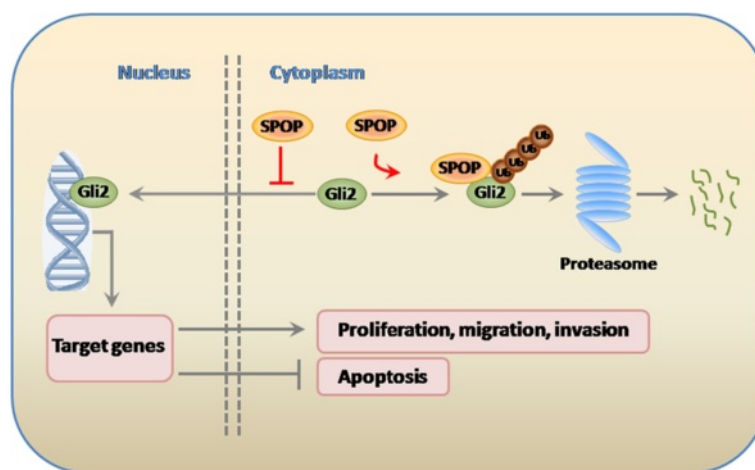 Nucleus
Cytoplasm
SPOP
SPOP
SPOP
Ub
Ub
Ub
Ub
Gli2
Gli2
Gli2
Proteasome
Target genes
Proliferation, migration, invasion
Apoptosis